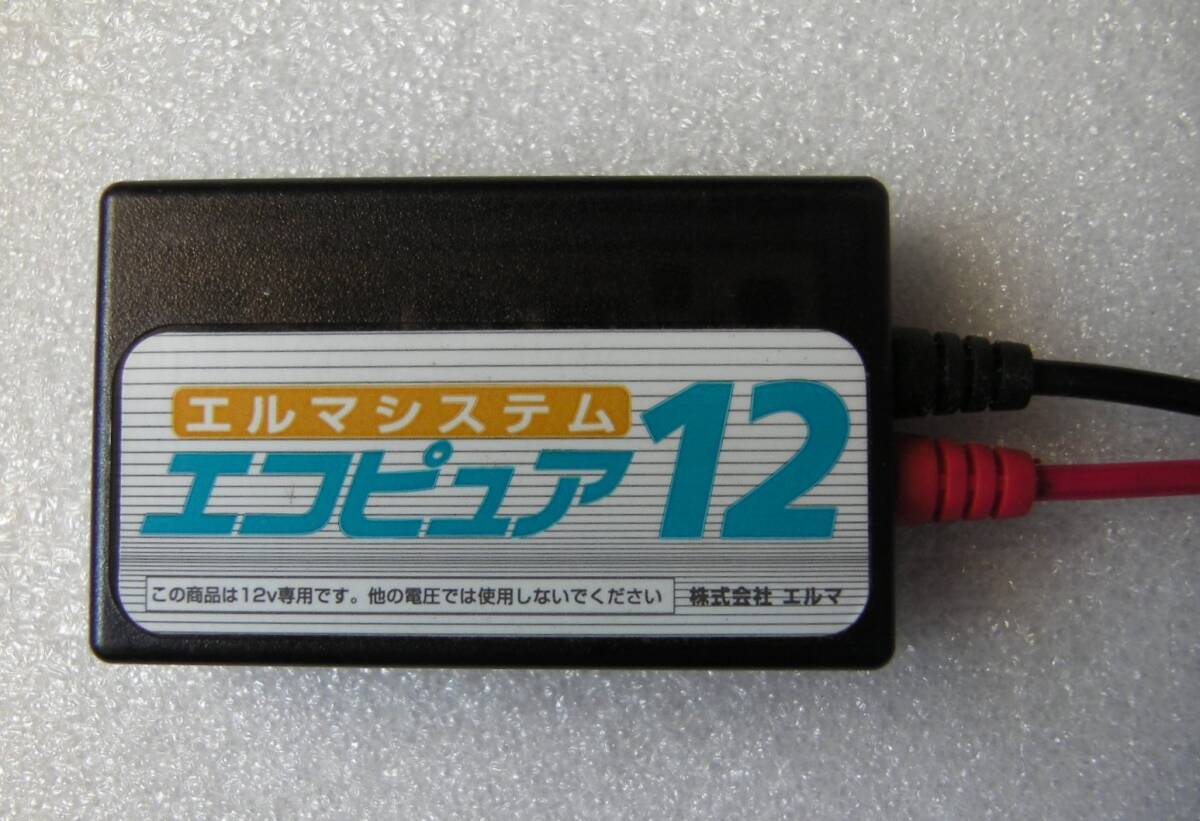 エルマシステム
エコピュア12
この商品は12v専用です。他の電圧では使用しないでください
株式会社 エルマ